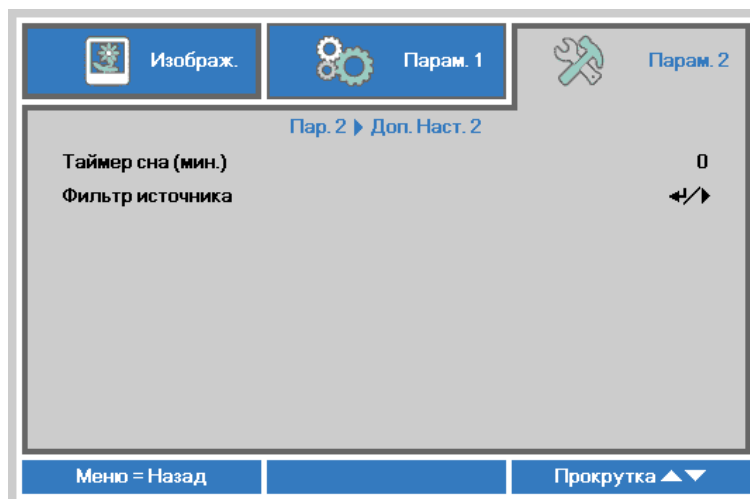 Изображ. Парам. 1 Парам. 2
Пар. 2 ▶ Доп. Наст. 2
Таймер сна (мин.) 0
Фильтр источника ↵/▶
Меню = Назад Прокрутка ▲▼